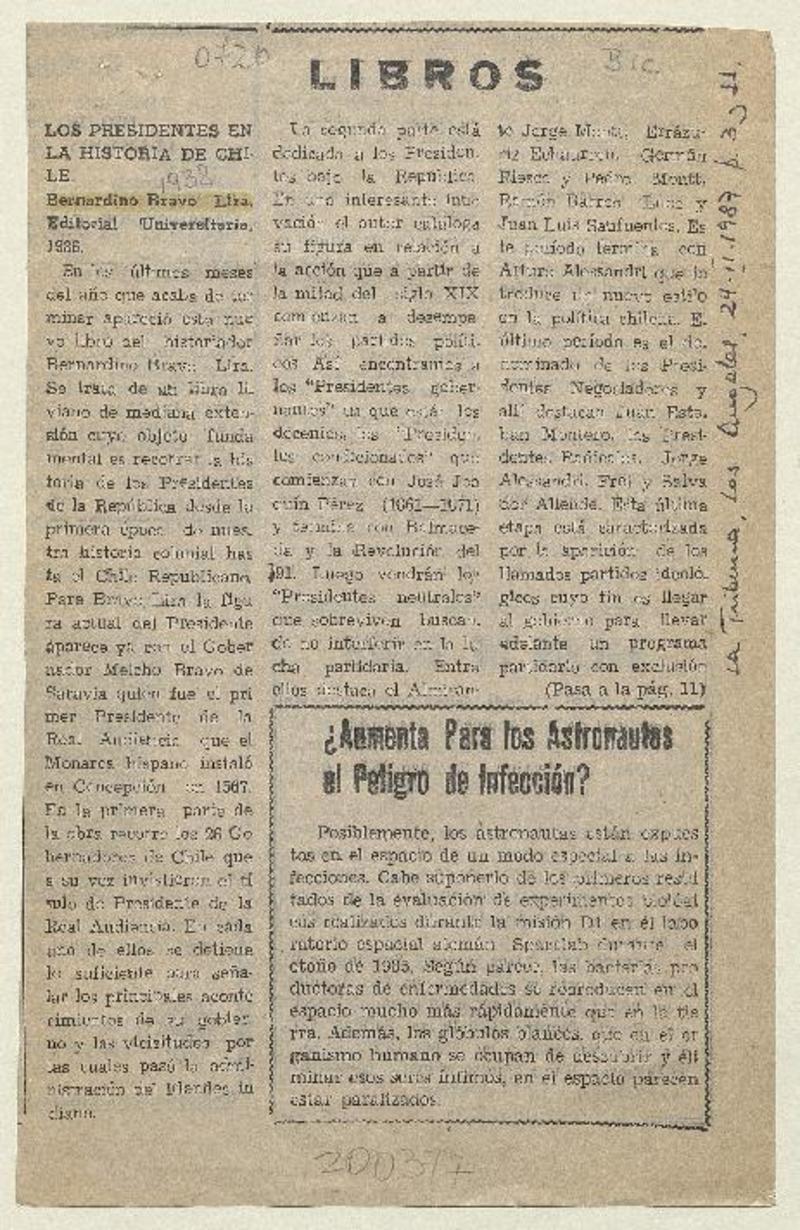 0726
LIBROS
Bic
LOS PRESIDENTES EN
LA HISTORIA DE CHI-
LE.
1938
Bernardino Bravo Lira.
Editorial Universitaria,
1986.
En los últimos meses
del año que acaba de ter
minar apareció este nue
vo libro del historiador
Bernardino Bravo Lira.
Se trata de un libro li
viano de mediana exten-
sión cuyo objeto funda
mental es recorrer la his
toria de los Presidentes
de la República desde la
primera época de nues
tra historia colonial has
ta el Chile Republicano.
Para Bravo Lira la figu
ra actual del Presidente
aparece ya con el Gober
nador Melcho Bravo de
Saravia quien fue el pri
mer Presidente de la
Real Audiencia que el
Monarca hispano instaló
en Concepción en 1567.
En la primera parte de
la obra recorre los 26 Go
bernadores de Chile que
a su vez invistieron el tí
tulo de Presidente de la
Real Audiencia. En cada
uno de ellos se detiene
lo suficiente para seña-
lar los principales aconte
cimientos de su gobier
no y las vicisitudes por
las cuales pasó la admi-
nistración del
diano.
La segunda parte está
dedicada a los Presiden.
tes bajo la República.
En una interesante inno
vación el autor cataloga
su figura en relación a
la acción que a partir de
la mitad del siglo XIX
comienzan a desempe
ñar los partidos políti-
cos. Así encontramos a
los "Presidentes gober-
nantes" en que están los
decenios, los "Presiden.
tes condicionados" que
comienzan con José Joa
quín Pérez (1861—1871)
y termina con Balmace-
da y la Revolución del
91. Luego vendrán los
"Presidentes neutrales"
que sobreviven buscan.
do no interferir en la lu
cha partidaria. Entre
ellos destaca el Almiran-
te Jorge Montt, Errázu-
riz Echaurren, Germán
Riesco y Pedro Montt,
Ramón Barros Luco y
Juan Luis Sanfuentes. Es
te período termina con
Arturo Alessandri que in
troduce un nuevo estilo
en la política chilena. El
último período es el de.
nominado de los Presi-
dentes Negociadores y
allí destacan Juan Este.
ban Montero, los Presi-
dentes Radicales, Jorge
Alessandri, Frei y Salva
dor Allende. Esta última
etapa está caracterizada
por la aparición de los
llamados partidos ideoló.
gicos cuyo fin es llegar
al gobierno para llevar
adelante un programa
partidario con exclusión
(Pasa a la pág. 11)
La Tribuna, Los Angeles, 24-II-1987 p.
¿Aumenta Para los Astronautas
el Peligro de Infección?
Posiblemente, los astronautas están expues
tos en el espacio de un modo especial a las in-
fecciones. Cabe suponerlo de los primeros resul
tados de la evaluación de experimentos biológi
cos realizados durante la misión D1 en el labo
ratorio espacial alemán Spacelab durante el
otoño de 1985. Según parece, las bacterias pro
ductoras de enfermedades se reproducen en el
espacio mucho más rápidamente que en la tie
rra. Además, los glóbulos blancos, que en el or
ganismo humano se ocupan de descubrir y eli
minar esos seres ínfimos, en el espacio parecen
estar paralizados.
200377